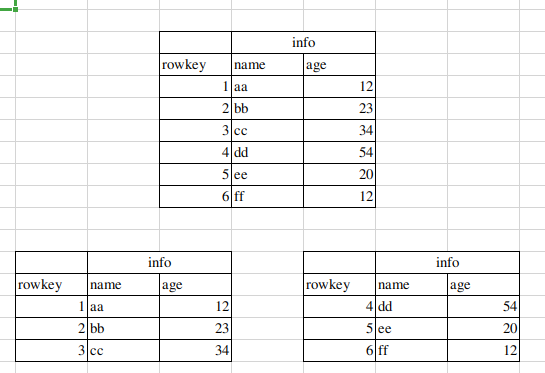 info
rowkey name age
1 aa 12
2 bb 23
3 cc 34
4 dd 54
5 ee 20
6 ff 12
info
rowkey name age
1 aa 12
2 bb 23
3 cc 34
info
rowkey name age
4 dd 54
5 ee 20
6 ff 12